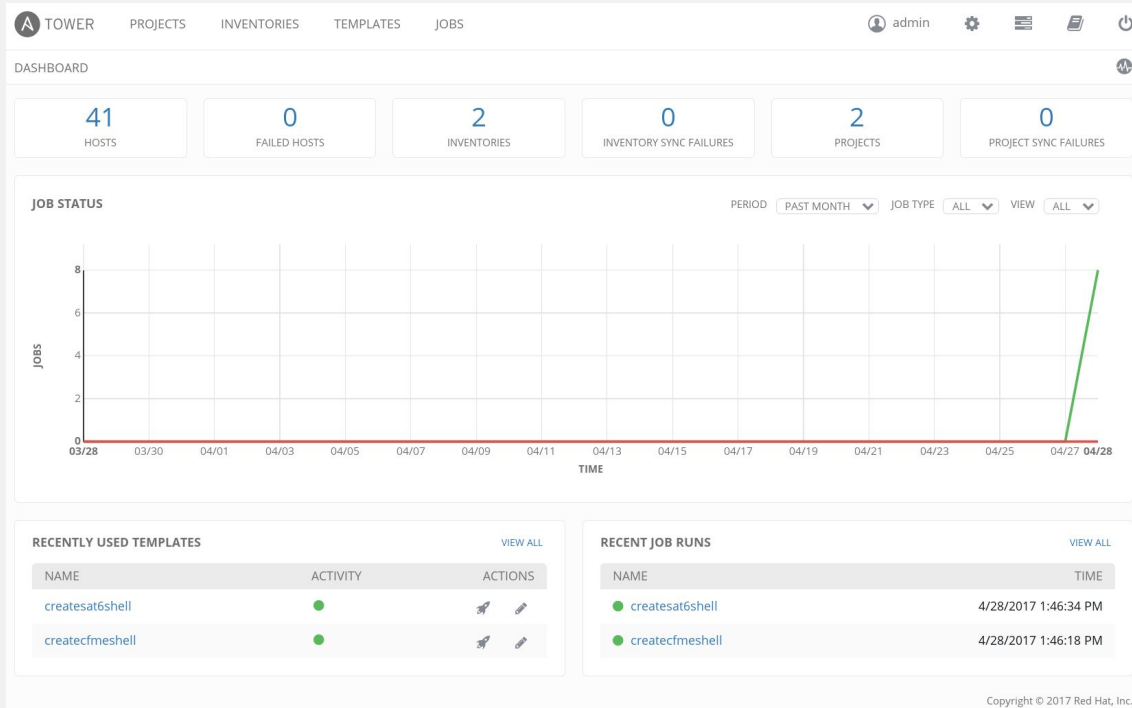 A TOWER PROJECTS INVENTORIES TEMPLATES JOBS admin
DASHBOARD
41 0 2 0 2 0
HOSTS FAILED HOSTS INVENTORIES INVENTORY SYNC FAILURES PROJECTS PROJECT SYNC FAILURES
JOB STATUS PERIOD PAST MONTH JOB TYPE ALL VIEW ALL
8
6
4
2
0
JOBS
03/28 03/30 04/01 04/03 04/05 04/07 04/09 04/11 04/13 04/15 04/17 04/19 04/21 04/23 04/25 04/27 04/28
TIME
RECENTLY USED TEMPLATES VIEW ALL
NAME ACTIVITY ACTIONS
createsat6shell
createcfmeshell
RECENT JOB RUNS VIEW ALL
NAME TIME
createsat6shell 4/28/2017 1:46:34 PM
createcfmeshell 4/28/2017 1:46:18 PM
Copyright © 2017 Red Hat, Inc.